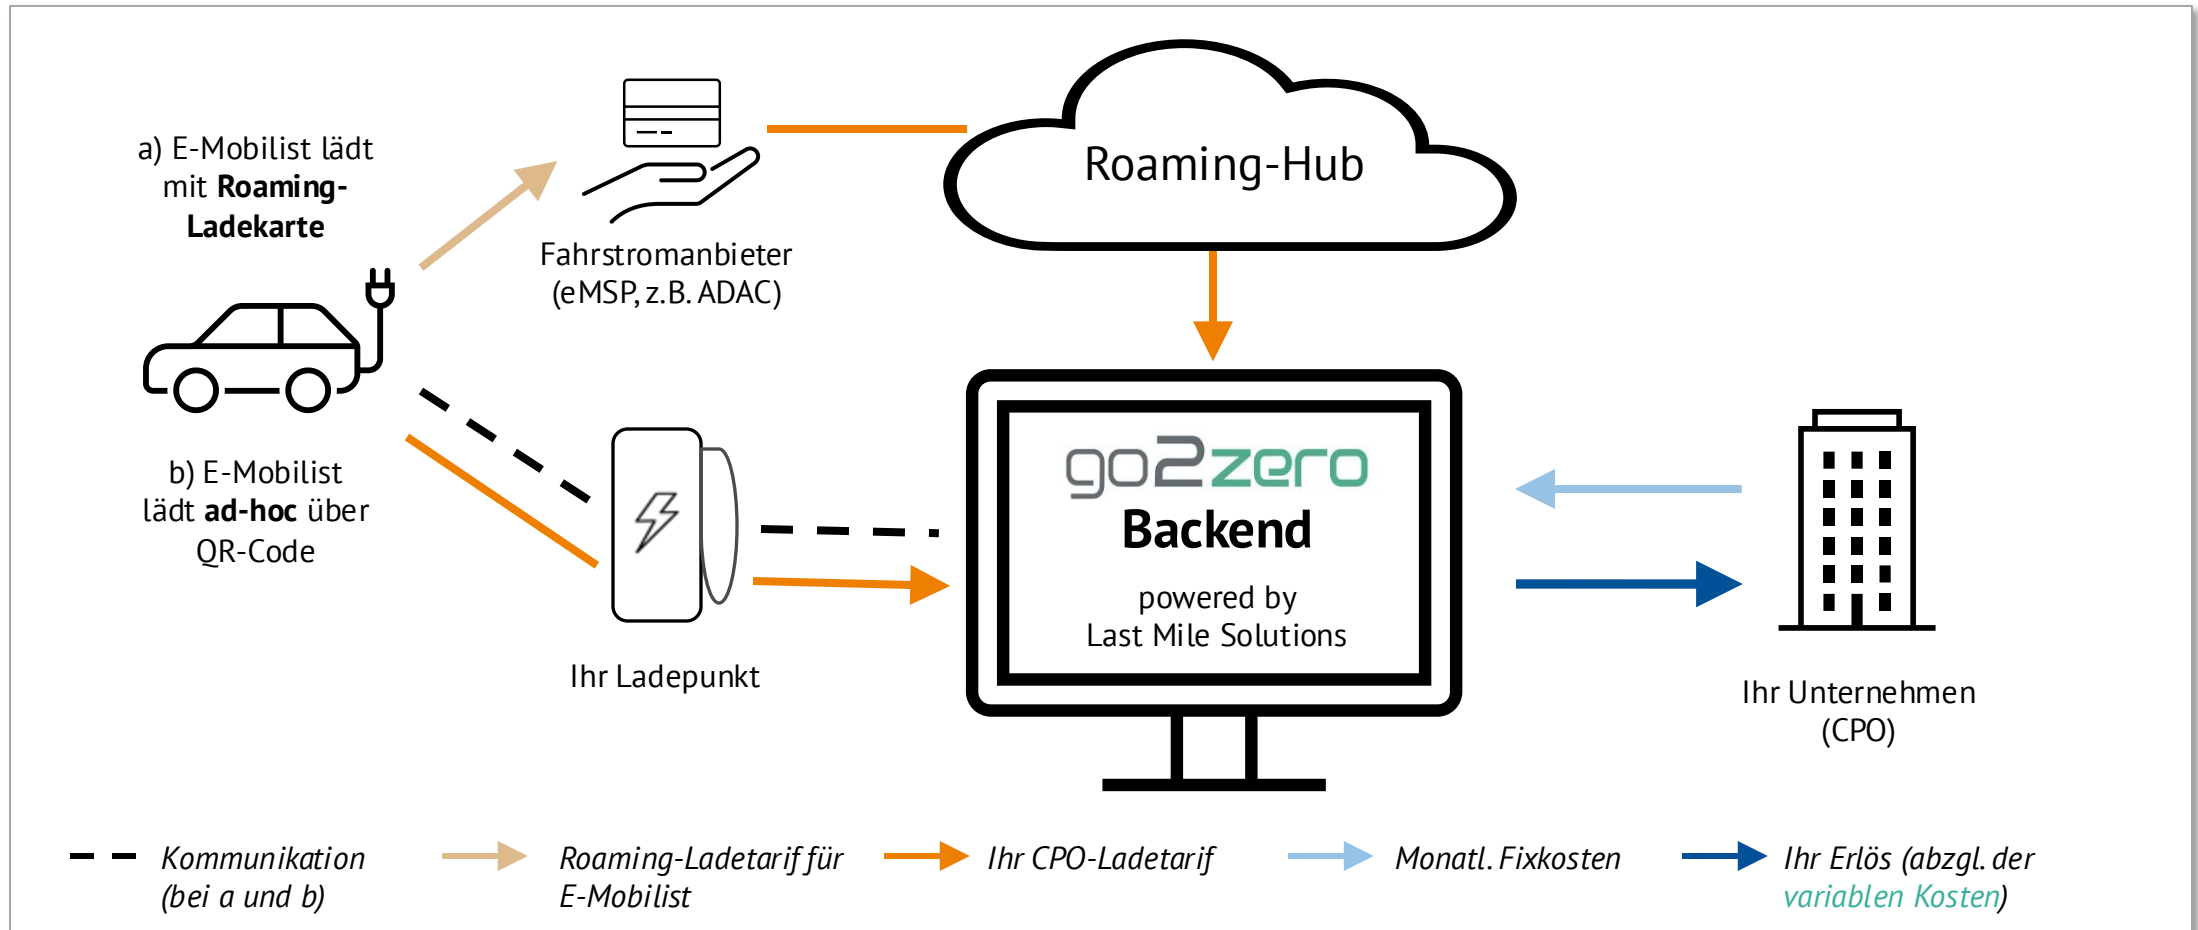 a) E-Mobilist lädt
mit Roaming-
Ladekarte
Fahrstromanbieter
(eMSP, z.B. ADAC)
Roaming-Hub
b) E-Mobilist
lädt ad-hoc über
QR-Code
Ihr Ladepunkt
go2zero
Backend
powered by
Last Mile Solutions
Ihr Unternehmen
(CPO)
Kommunikation
(bei a und b)
Roaming-Ladetarif für
E-Mobilist
Ihr CPO-Ladetarif
Monatl. Fixkosten
Ihr Erlös (abzgl. der
variablen Kosten)